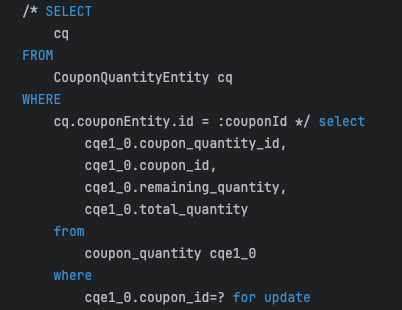 /* SELECT
cq
FROM
CouponQuantityEntity cq
WHERE
cq.couponEntity.id = :couponId */ select
cqe1_0.coupon_quantity_id,
cqe1_0.coupon_id,
cqe1_0.remaining_quantity,
cqe1_0.total_quantity
from
coupon_quantity cqe1_0
where
cqe1_0.coupon_id=? for update